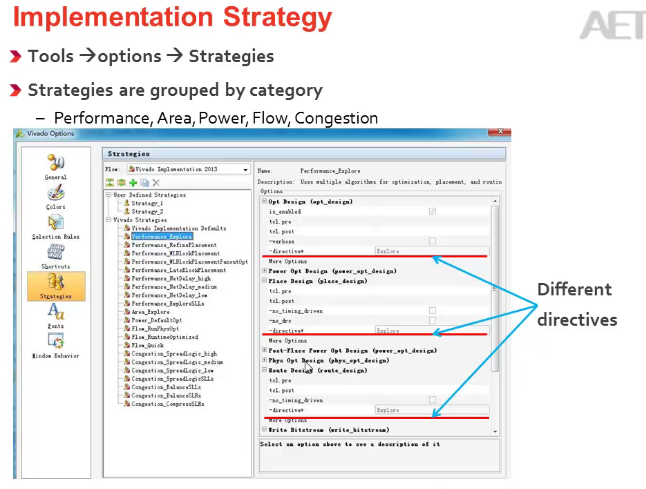 Implementation Strategy
AET
Tools →options → Strategies
Strategies are grouped by category
– Performance, Area, Power, Flow, Congestion
Vivado Options
General
Colors
Selection Rules
Shortcuts
Strategies
Fonts
Window Behavior
Strategies
Flow: Vivado Implementation 2013
User Defined Strategies
Strategy_1
Strategy_2
Vivado Strategies
Vivado Implementation Defaults
Performance_Explore
Performance_RefinePlacement
Performance_WLBlockPlacement
Performance_WLBlockPlacementFanoutOpt
Performance_LateBlockPlacement
Performance_NetDelay_high
Performance_NetDelay_medium
Performance_NetDelay_low
Performance_ExploreSLLs
Area_Explore
Power_DefaultOpt
Flow_RunPhysOpt
Flow_RuntimeOptimized
Flow_Quick
Congestion_SpreadLogic_high
Congestion_SpreadLogic_medium
Congestion_SpreadLogic_low
Congestion_SpreadLogicSLLs
Congestion_BalanceSLLs
Congestion_BalanceSLRs
Congestion_CompressSLRs
Name: Performance_Explore
Description: Uses multiple algorithms for optimization, placement, and routin
Options
Opt Design (opt_design)
is_enabled
tcl.pre
tcl.post
-verbose
-directive* Explore
More Options
Power Opt Design (power_opt_design)
Place Design (place_design)
tcl.pre
tcl.post
-no_timing_driven
-no_drc
-directive* Explore
More Options
Post-Place Power Opt Design (power_opt_design)
Phys Opt Design (phys_opt_design)
Route Design (route_design)
tcl.pre
tcl.post
-no_timing_driven
-directive* Explore
More Options
Write Bitstream (write_bitstream)
Select an option above to see a description of it
Different
directives